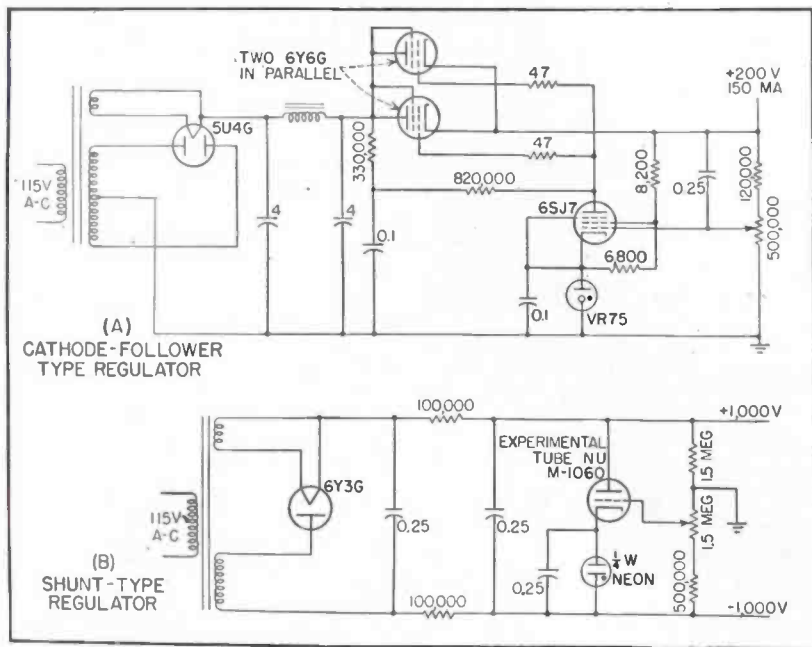 TWO 6Y6G
IN PARALLEL
47
47
+200 V
150 MA
5U4G
115V
A-C
330,000
820,000
8,200
0.25
120,000
500,000
4
4
0.1
6SJ7
6800
0.1
VR75
(A)
CATHODE-FOLLOWER
TYPE REGULATOR
100,000
+1,000V
EXPERIMENTAL
TUBE NU
M-1060
1.5 MEG
6Y3G
115V
A-C
0.25
0.25
1.5 MEG
(B)
SHUNT-TYPE
REGULATOR
0.25
1/4 W
NEON
500,000
100,000
-1,000V